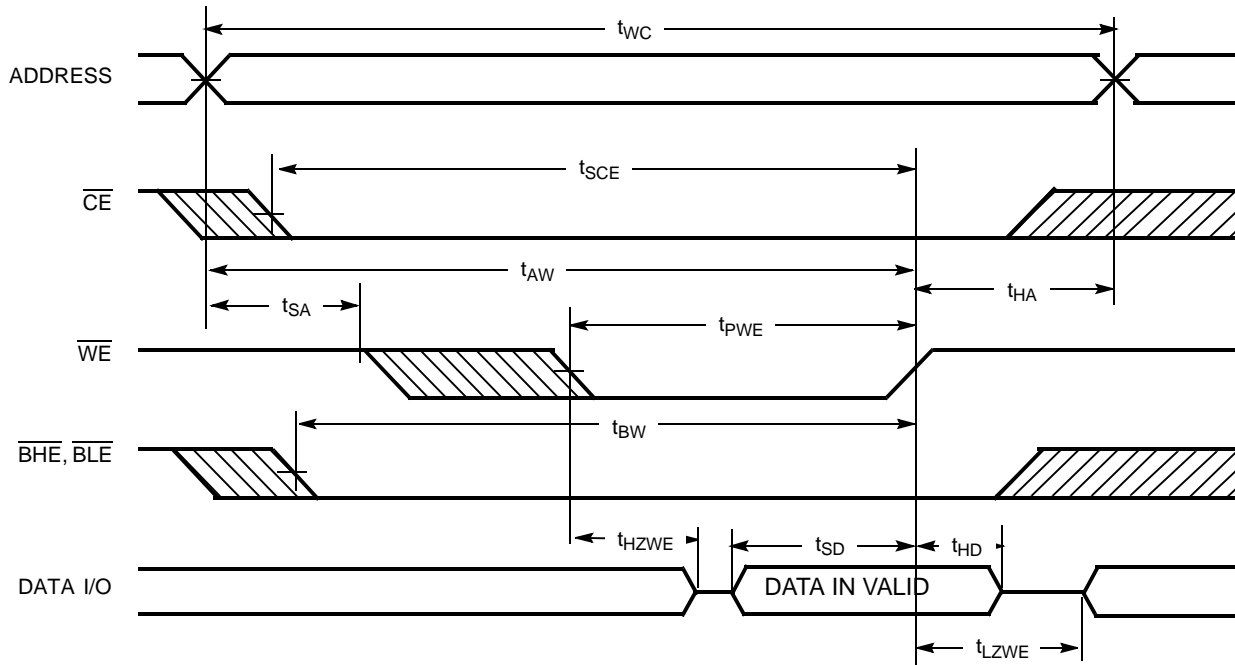 tWC
ADDRESS
tSCE
CE
tAW
tSA
tHA
tPWE
WE
tBW
BHE, BLE
tHZWE
tSD
tHD
DATA I/O
DATA IN VALID
tLZWE